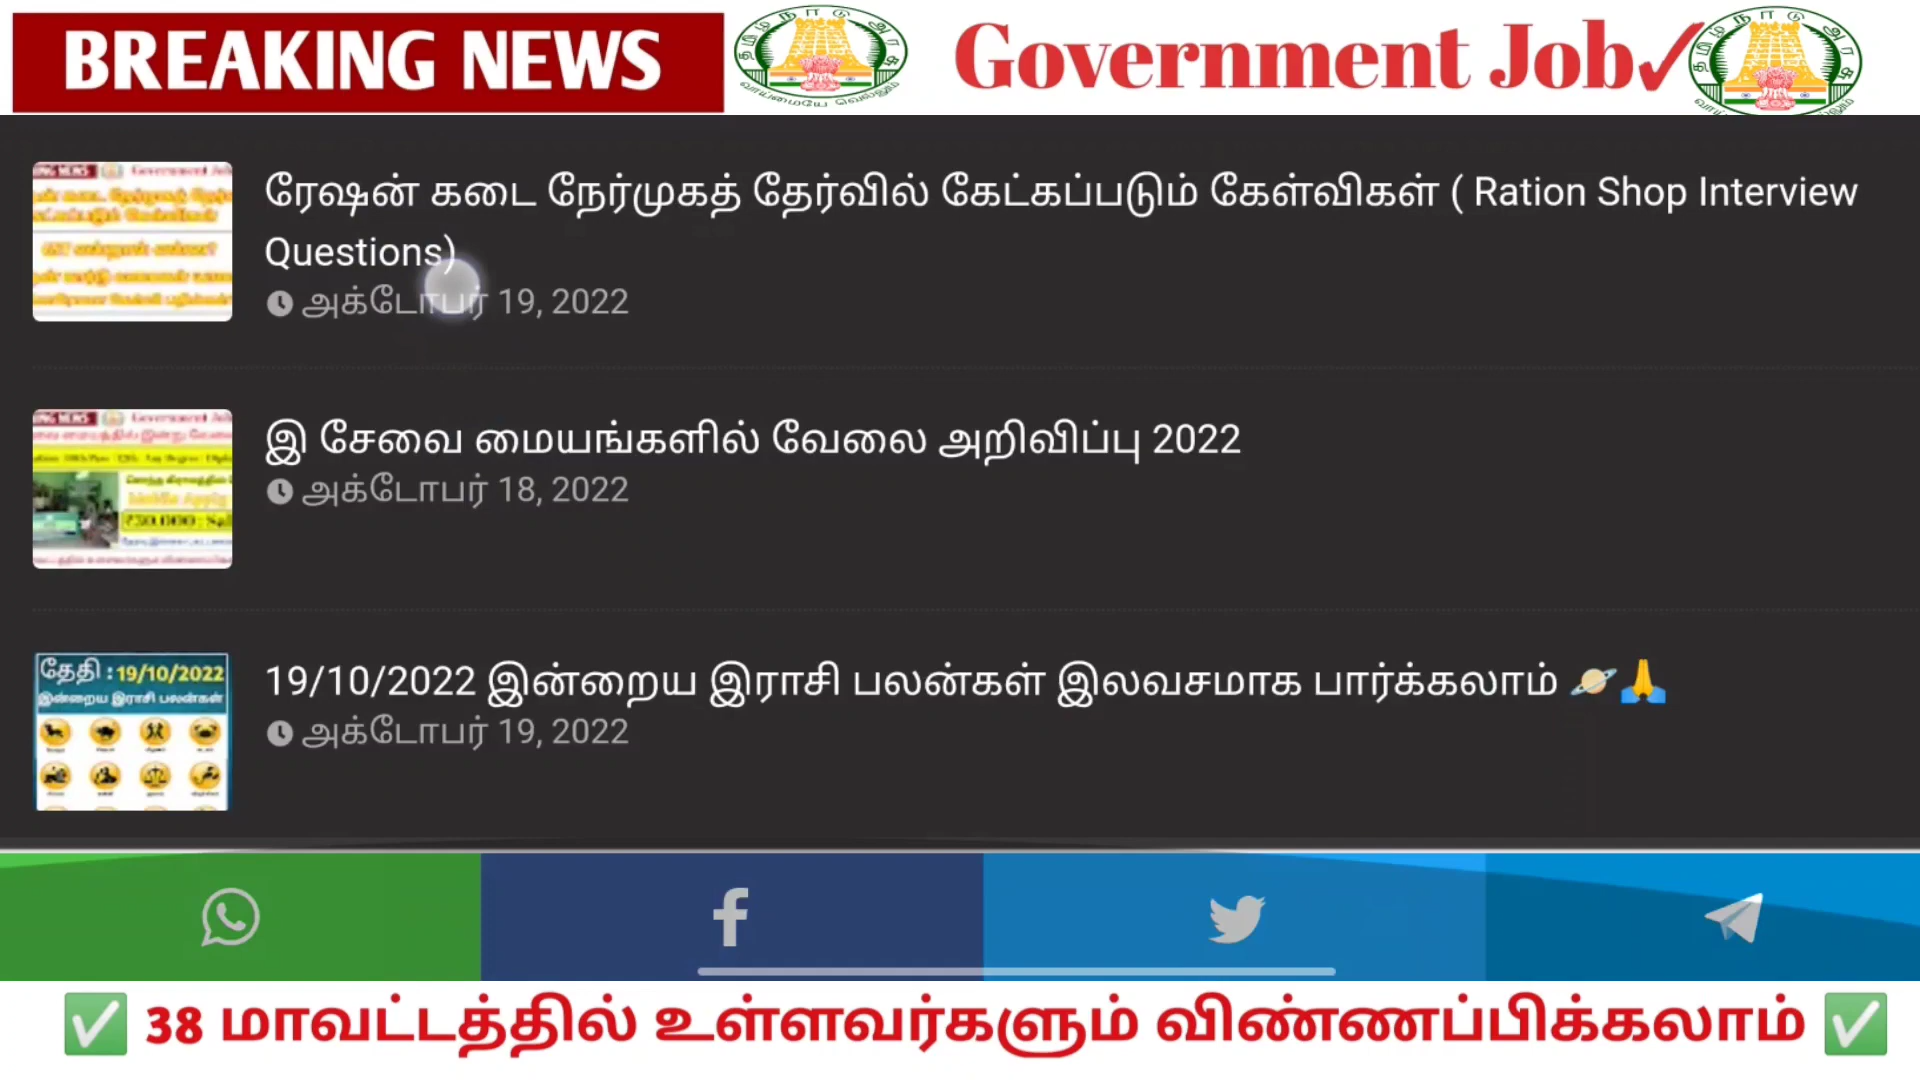 BREAKING NEWS
Government Job✓
ரேஷன் கடை நேர்முகத் தேர்வில் கேட்கப்படும் கேள்விகள் ( Ration Shop Interview
Questions)
அக்டோபர் 19, 2022
இ சேவை மையங்களில் வேலை அறிவிப்பு 2022
அக்டோபர் 18, 2022
தேதி : 19/10/2022
இன்றைய இராசி பலன்கள்
19/10/2022 இன்றைய இராசி பலன்கள் இலவசமாக பார்க்கலாம் 🪐🙏
அக்டோபர் 19, 2022
✅ 38 மாவட்டத்தில் உள்ளவர்களும் விண்ணப்பிக்கலாம் ✅